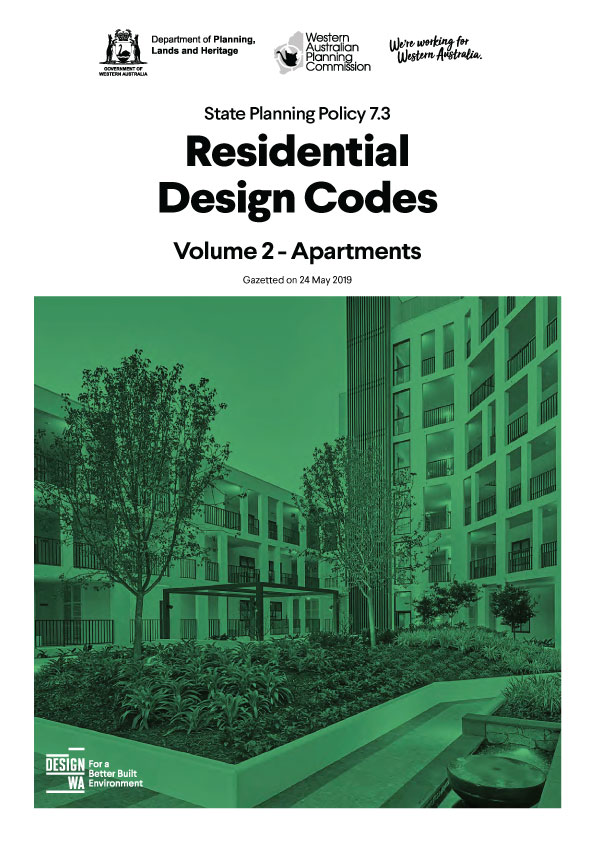 Department of Planning,
Lands and Heritage
GOVERNMENT OF
WESTERN AUSTRALIA
Western
Australian
Planning
Commission
We're working for
Western Australia.
State Planning Policy 7.3
Residential
Design Codes
Volume 2 - Apartments
Gazetted on 24 May 2019
DESIGN
WA
For a
Better Built
Environment